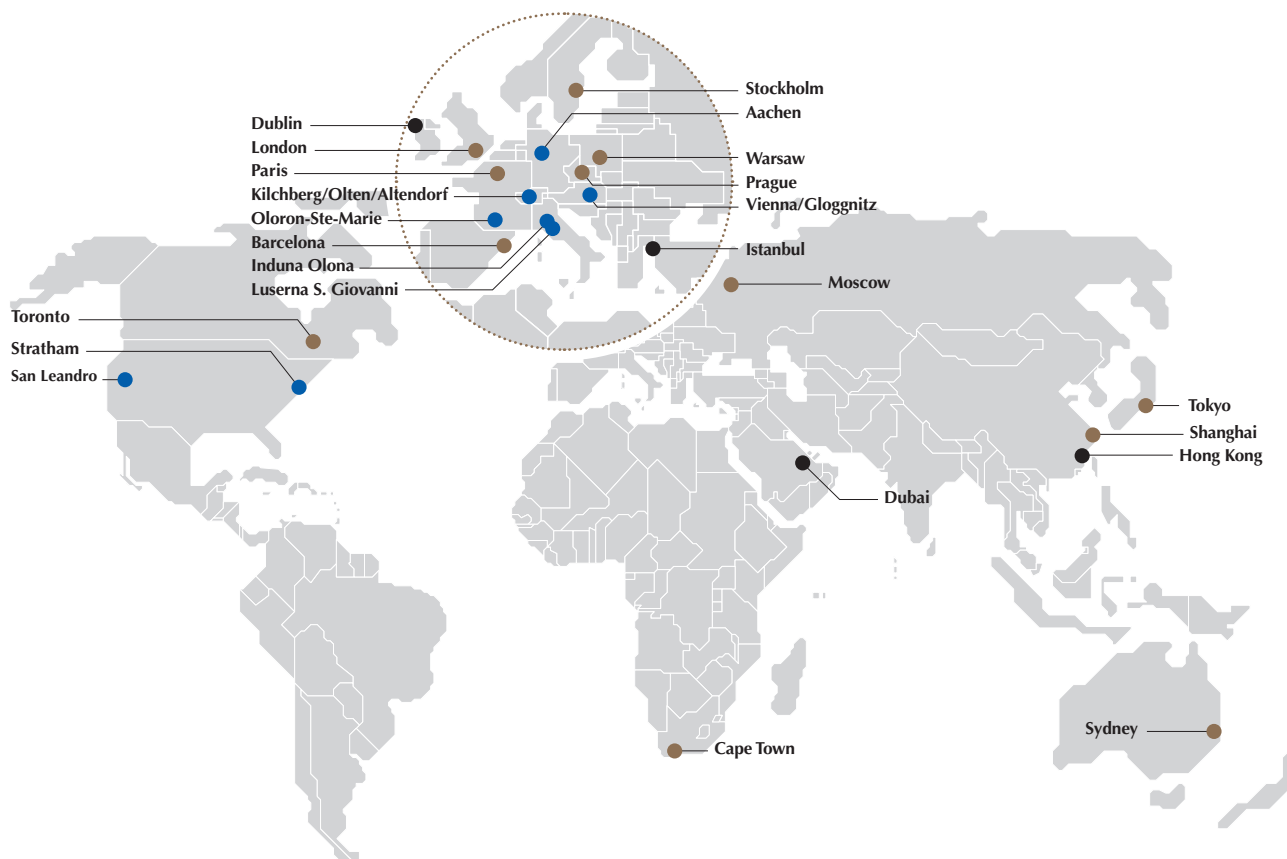 Stockholm
Aachen
Dublin
London
Warsaw
Paris
Prague
Kilchberg/Olten/Altendorf
Vienna/Gloggnitz
Oloron-Ste-Marie
Barcelona
Istanbul
Induna Olona
Luserna S. Giovanni
Moscow
Toronto
Stratham
San Leandro
Tokyo
Shanghai
Hong Kong
Dubai
Sydney
Cape Town